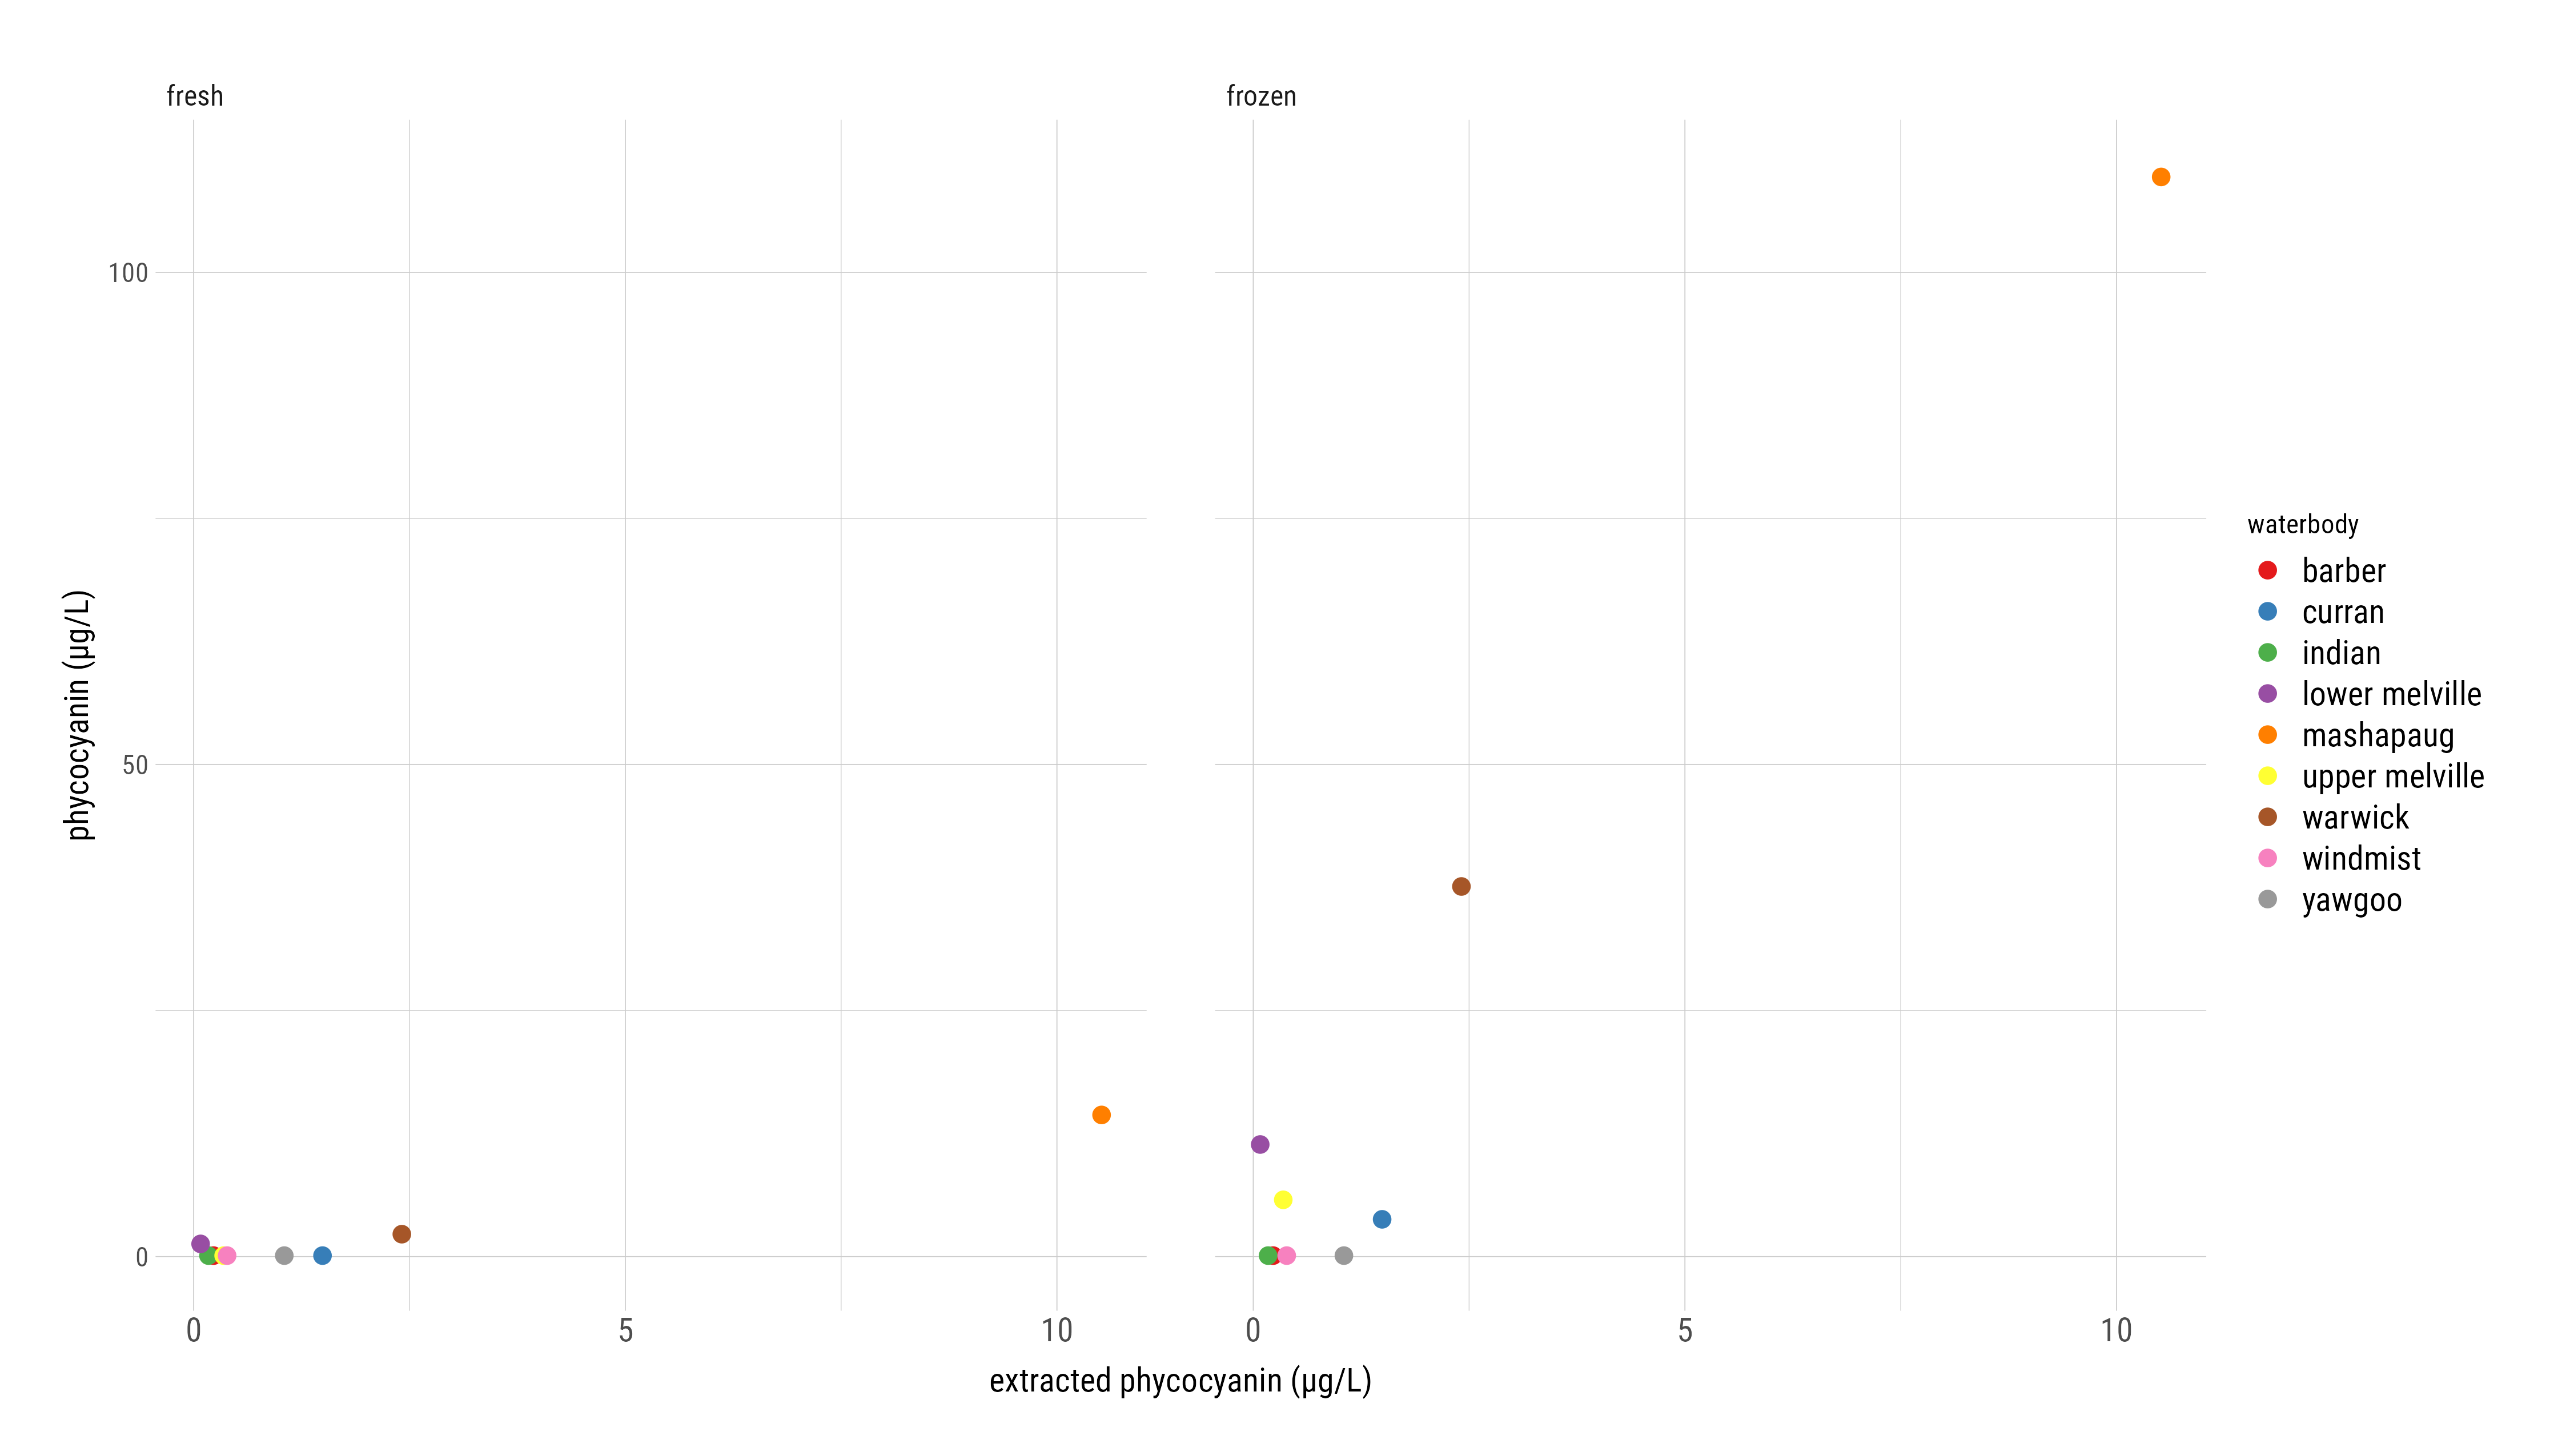 fresh
frozen
100
50
0
phycocyanin (µg/L)
0
5
10
0
5
10
extracted phycocyanin (µg/L)
waterbody
barber
curran
indian
lower melville
mashapaug
upper melville
warwick
windmist
yawgoo